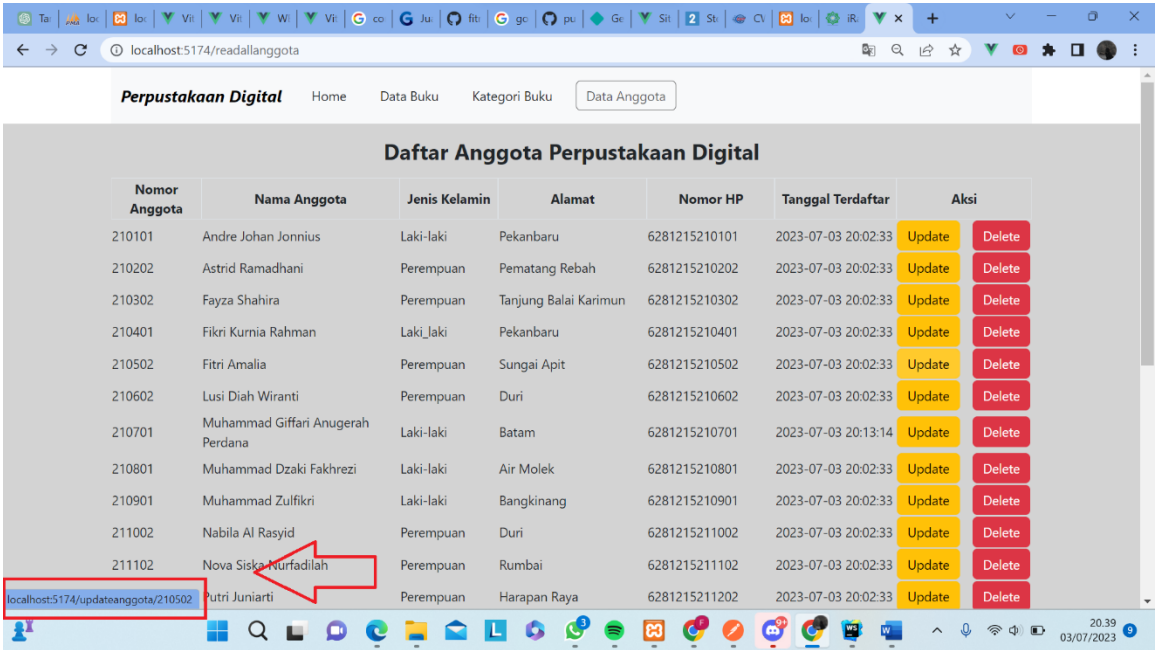 localhost:5174/readallanggota
Perpustakaan Digital Home Data Buku Kategori Buku Data Anggota
Daftar Anggota Perpustakaan Digital
Nomor Anggota Nama Anggota Jenis Kelamin Alamat Nomor HP Tanggal Terdaftar Aksi
210101 Andre Johan Jonnius Laki-laki Pekanbaru 6281215210101 2023-07-03 20:02:33 Update Delete
210202 Astrid Ramadhani Perempuan Pematang Rebah 6281215210202 2023-07-03 20:02:33 Update Delete
210302 Fayza Shahira Perempuan Tanjung Balai Karimun 6281215210302 2023-07-03 20:02:33 Update Delete
210401 Fikri Kurnia Rahman Laki_laki Pekanbaru 6281215210401 2023-07-03 20:02:33 Update Delete
210502 Fitri Amalia Perempuan Sungai Apit 6281215210502 2023-07-03 20:02:33 Update Delete
210602 Lusi Diah Wiranti Perempuan Duri 6281215210602 2023-07-03 20:02:33 Update Delete
210701 Muhammad Giffari Anugerah Perdana Laki-laki Batam 6281215210701 2023-07-03 20:13:14 Update Delete
210801 Muhammad Dzaki Fakhrezi Laki-laki Air Molek 6281215210801 2023-07-03 20:02:33 Update Delete
210901 Muhammad Zulfikri Laki-laki Bangkinang 6281215210901 2023-07-03 20:02:33 Update Delete
211002 Nabila Al Rasyid Perempuan Duri 6281215211002 2023-07-03 20:02:33 Update Delete
211102 Nova Siska Nurfadilah Perempuan Rumbai 6281215211102 2023-07-03 20:02:33 Update Delete
localhost:5174/updateanggota/210502 Putri Juniarti Perempuan Harapan Raya 6281215211202 2023-07-03 20:02:33 Update Delete
20.39
03/07/2023